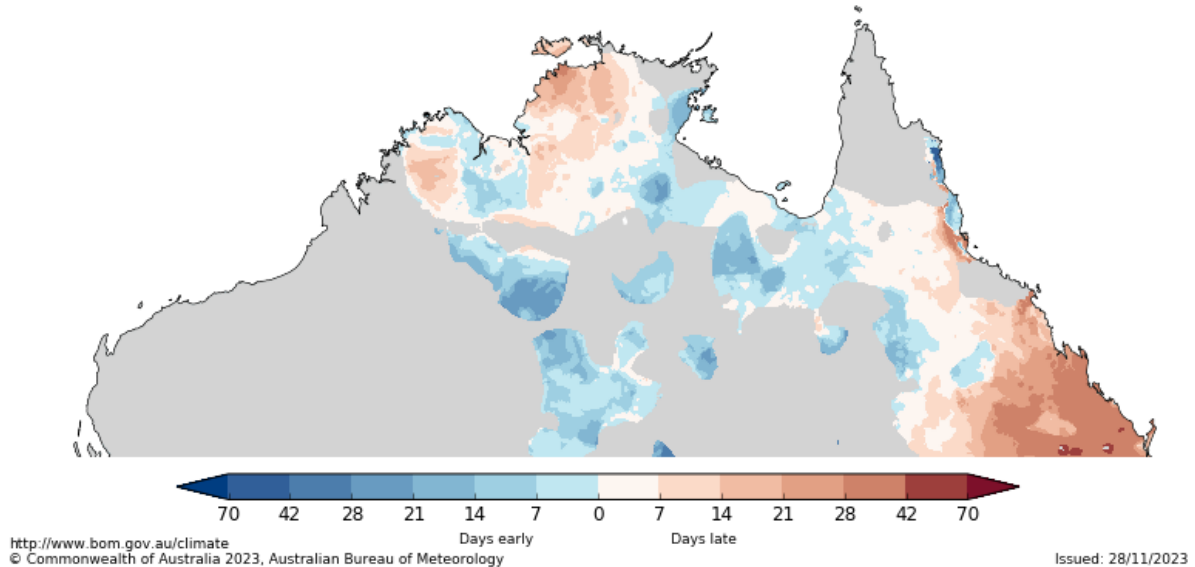 70 42 28 21 14 7 0 7 14 21 28 42 70
Days early Days late
http://www.bom.gov.au/climate
© Commonwealth of Australia 2023, Australian Bureau of Meteorology Issued: 28/11/2023